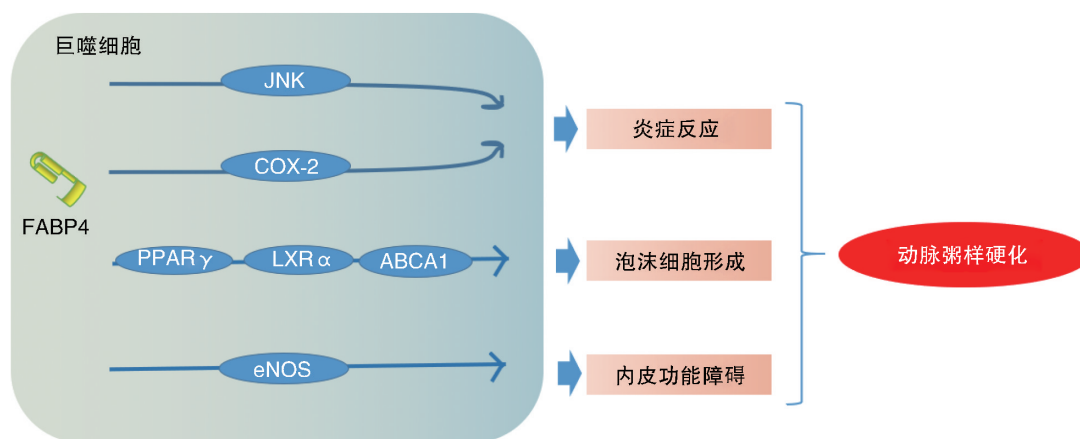 巨噬细胞
JNK
COX-2
FABP4
PPARγ
LXRα
ABCA1
eNOS
炎症反应
泡沫细胞形成
内皮功能障碍
动脉粥样硬化